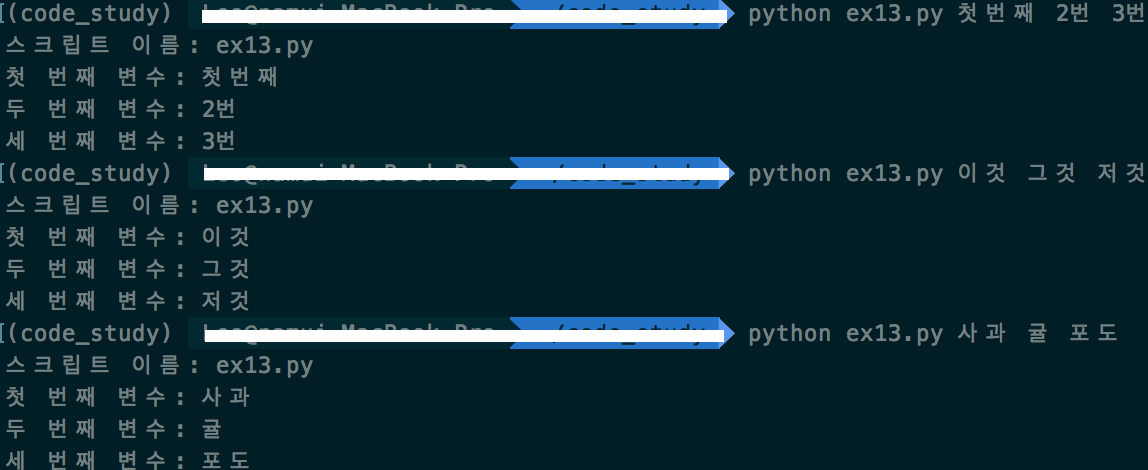 (code_study) python ex13.py 첫번째 2번 3번
스크립트 이름: ex13.py
첫 번째 변수: 첫번째
두 번째 변수: 2번
세 번째 변수: 3번
(code_study) /code_study python ex13.py 이것 그것 저것
스크립트 이름: ex13.py
첫 번째 변수: 이것
두 번째 변수: 그것
세 번째 변수: 저것
(code_study) /code_study python ex13.py 사과 귤 포도
스크립트 이름: ex13.py
첫 번째 변수: 사과
두 번째 변수: 귤
세 번째 변수: 포도